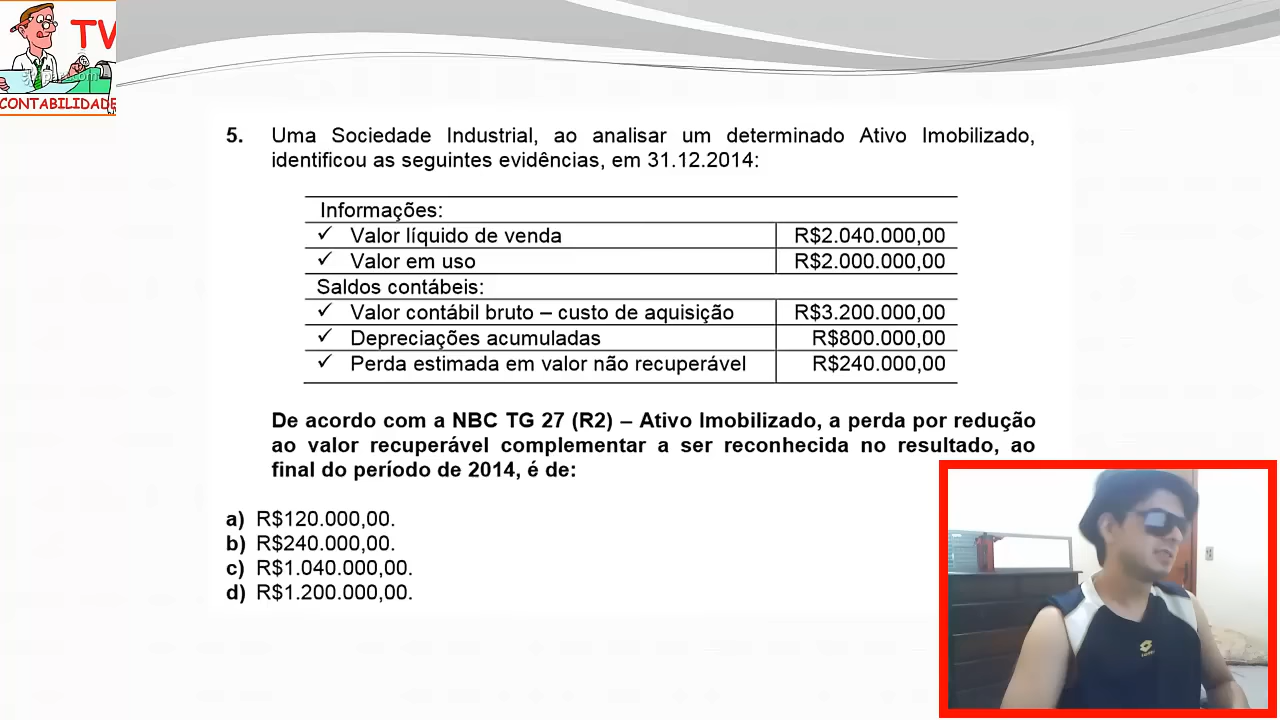 TV
CONTABILIDADE
5. Uma Sociedade Industrial, ao analisar um determinado Ativo Imobilizado,
identificou as seguintes evidências, em 31.12.2014:
Informações:
✓ Valor líquido de venda R$2.040.000,00
✓ Valor em uso R$2.000.000,00
Saldos contábeis:
✓ Valor contábil bruto – custo de aquisição R$3.200.000,00
✓ Depreciações acumuladas R$800.000,00
✓ Perda estimada em valor não recuperável R$240.000,00
De acordo com a NBC TG 27 (R2) – Ativo Imobilizado, a perda por redução
ao valor recuperável complementar a ser reconhecida no resultado, ao
final do período de 2014, é de:
a) R$120.000,00.
b) R$240.000,00.
c) R$1.040.000,00.
d) R$1.200.000,00.